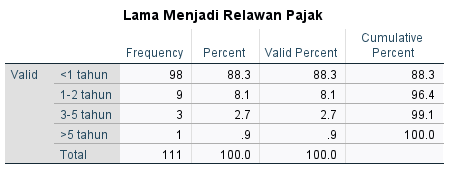 Lama Menjadi Relawan Pajak
Frequency Percent Valid Percent Cumulative Percent
Valid <1 tahun 98 88.3 88.3 88.3
1-2 tahun 9 8.1 8.1 96.4
3-5 tahun 3 2.7 2.7 99.1
>5 tahun 1 .9 .9 100.0
Total 111 100.0 100.0